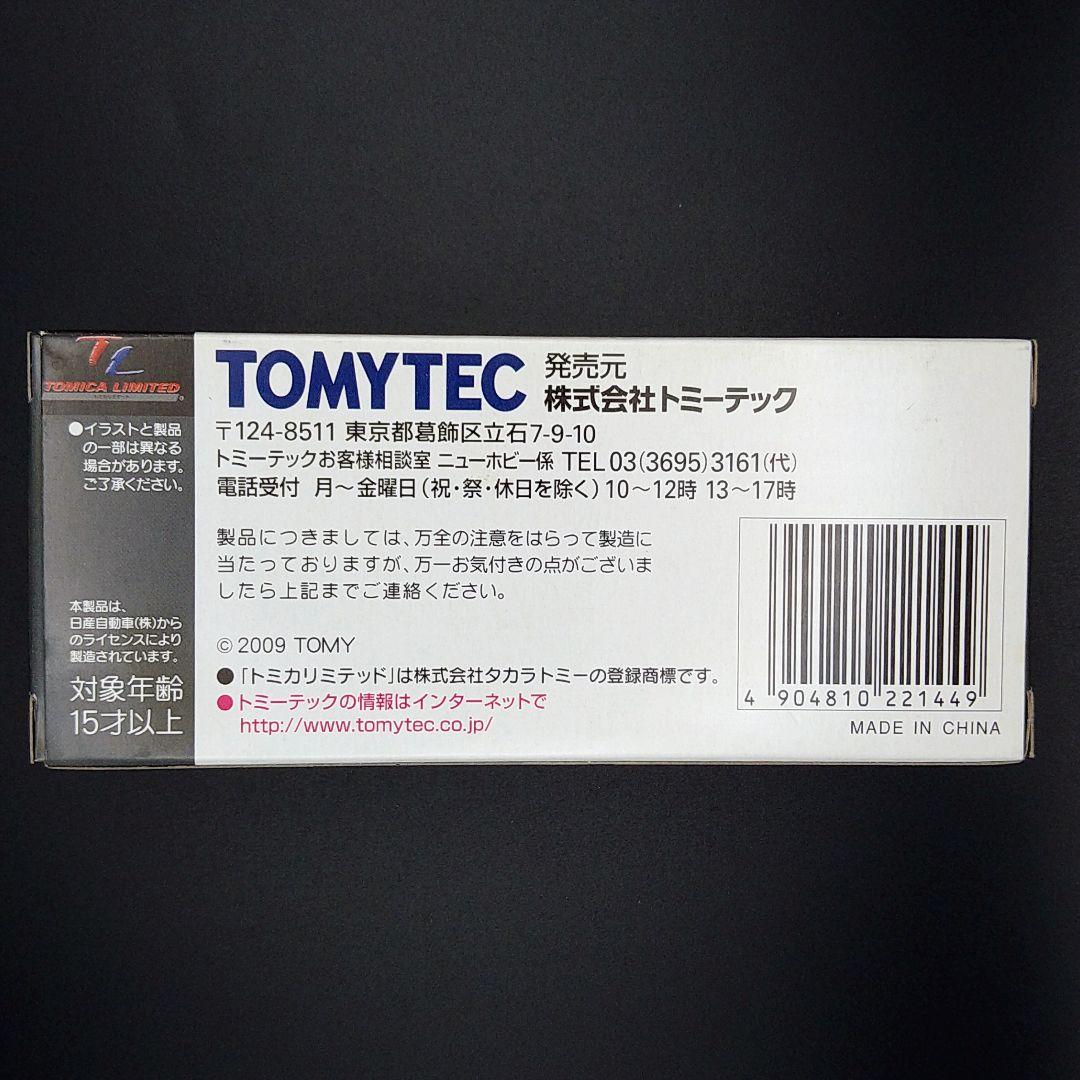 TL
TOMICA LIMITED
●イラストと製品
の一部は異なる
場合があります。
ご了承ください。
本製品は、
日産自動車(株)から
のライセンスにより
製造されています。
対象年齢
15才以上
TOMYTEC
発売元
株式会社トミーテック
〒124-8511 東京都葛飾区立石7-9-10
トミーテックお客様相談室 ニューホビー係 TEL 03(3695)3161(代)
電話受付 月〜金曜日(祝・祭・休日を除く)10〜12時 13〜17時
製品につきましては、万全の注意をはらって製造に
当たっておりますが、万一お気付きの点がございま
したら上記までご連絡ください。
© 2009 TOMY
●「トミカリミテッド」は株式会社タカラトミーの登録商標です。
●トミーテックの情報はインターネットで
http://www.tomytec.co.jp/
4 904810 221449
MADE IN CHINA